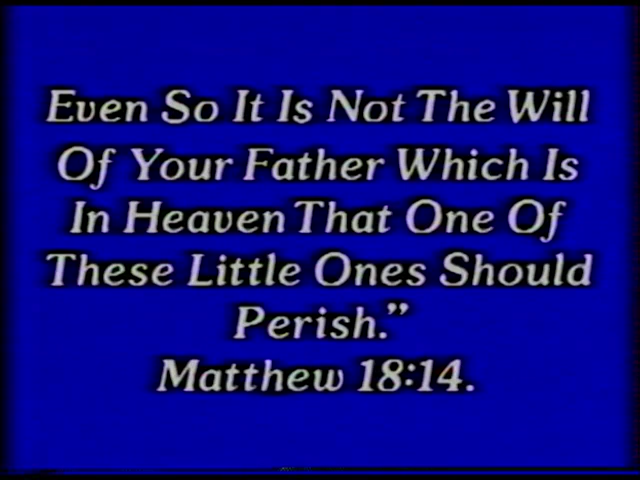 Even So It Is Not The Will
Of Your Father Which Is
In Heaven That One Of
These Little Ones Should
Perish.”
Matthew 18:14.